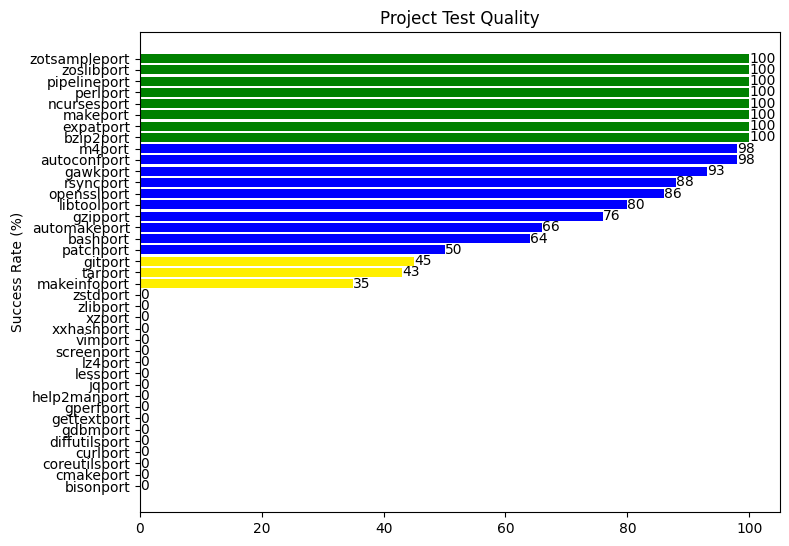 Project Test Quality
Success Rate (%)
zotsampleport 100
zoslibport 100
pipelineport 100
perlport 100
ncursesport 100
makeport 100
expatport 100
bzip2port 100
m4port 98
autoconfport 98
gawkport 93
rsyncport 88
opensslport 86
libtoolport 80
gzipport 76
automakeport 66
bashport 64
patchport 50
gitport 45
tarport 43
makeinfoport 35
zstdport 0
zlibport 0
xzport 0
xxhashport 0
vimport 0
screenport 0
lz4port 0
lessport 0
jqport 0
help2manport 0
gperfport 0
gettextport 0
gdbmport 0
diffutilsport 0
curlport 0
coreutilsport 0
cmakeport 0
bisonport 0
0 20 40 60 80 100